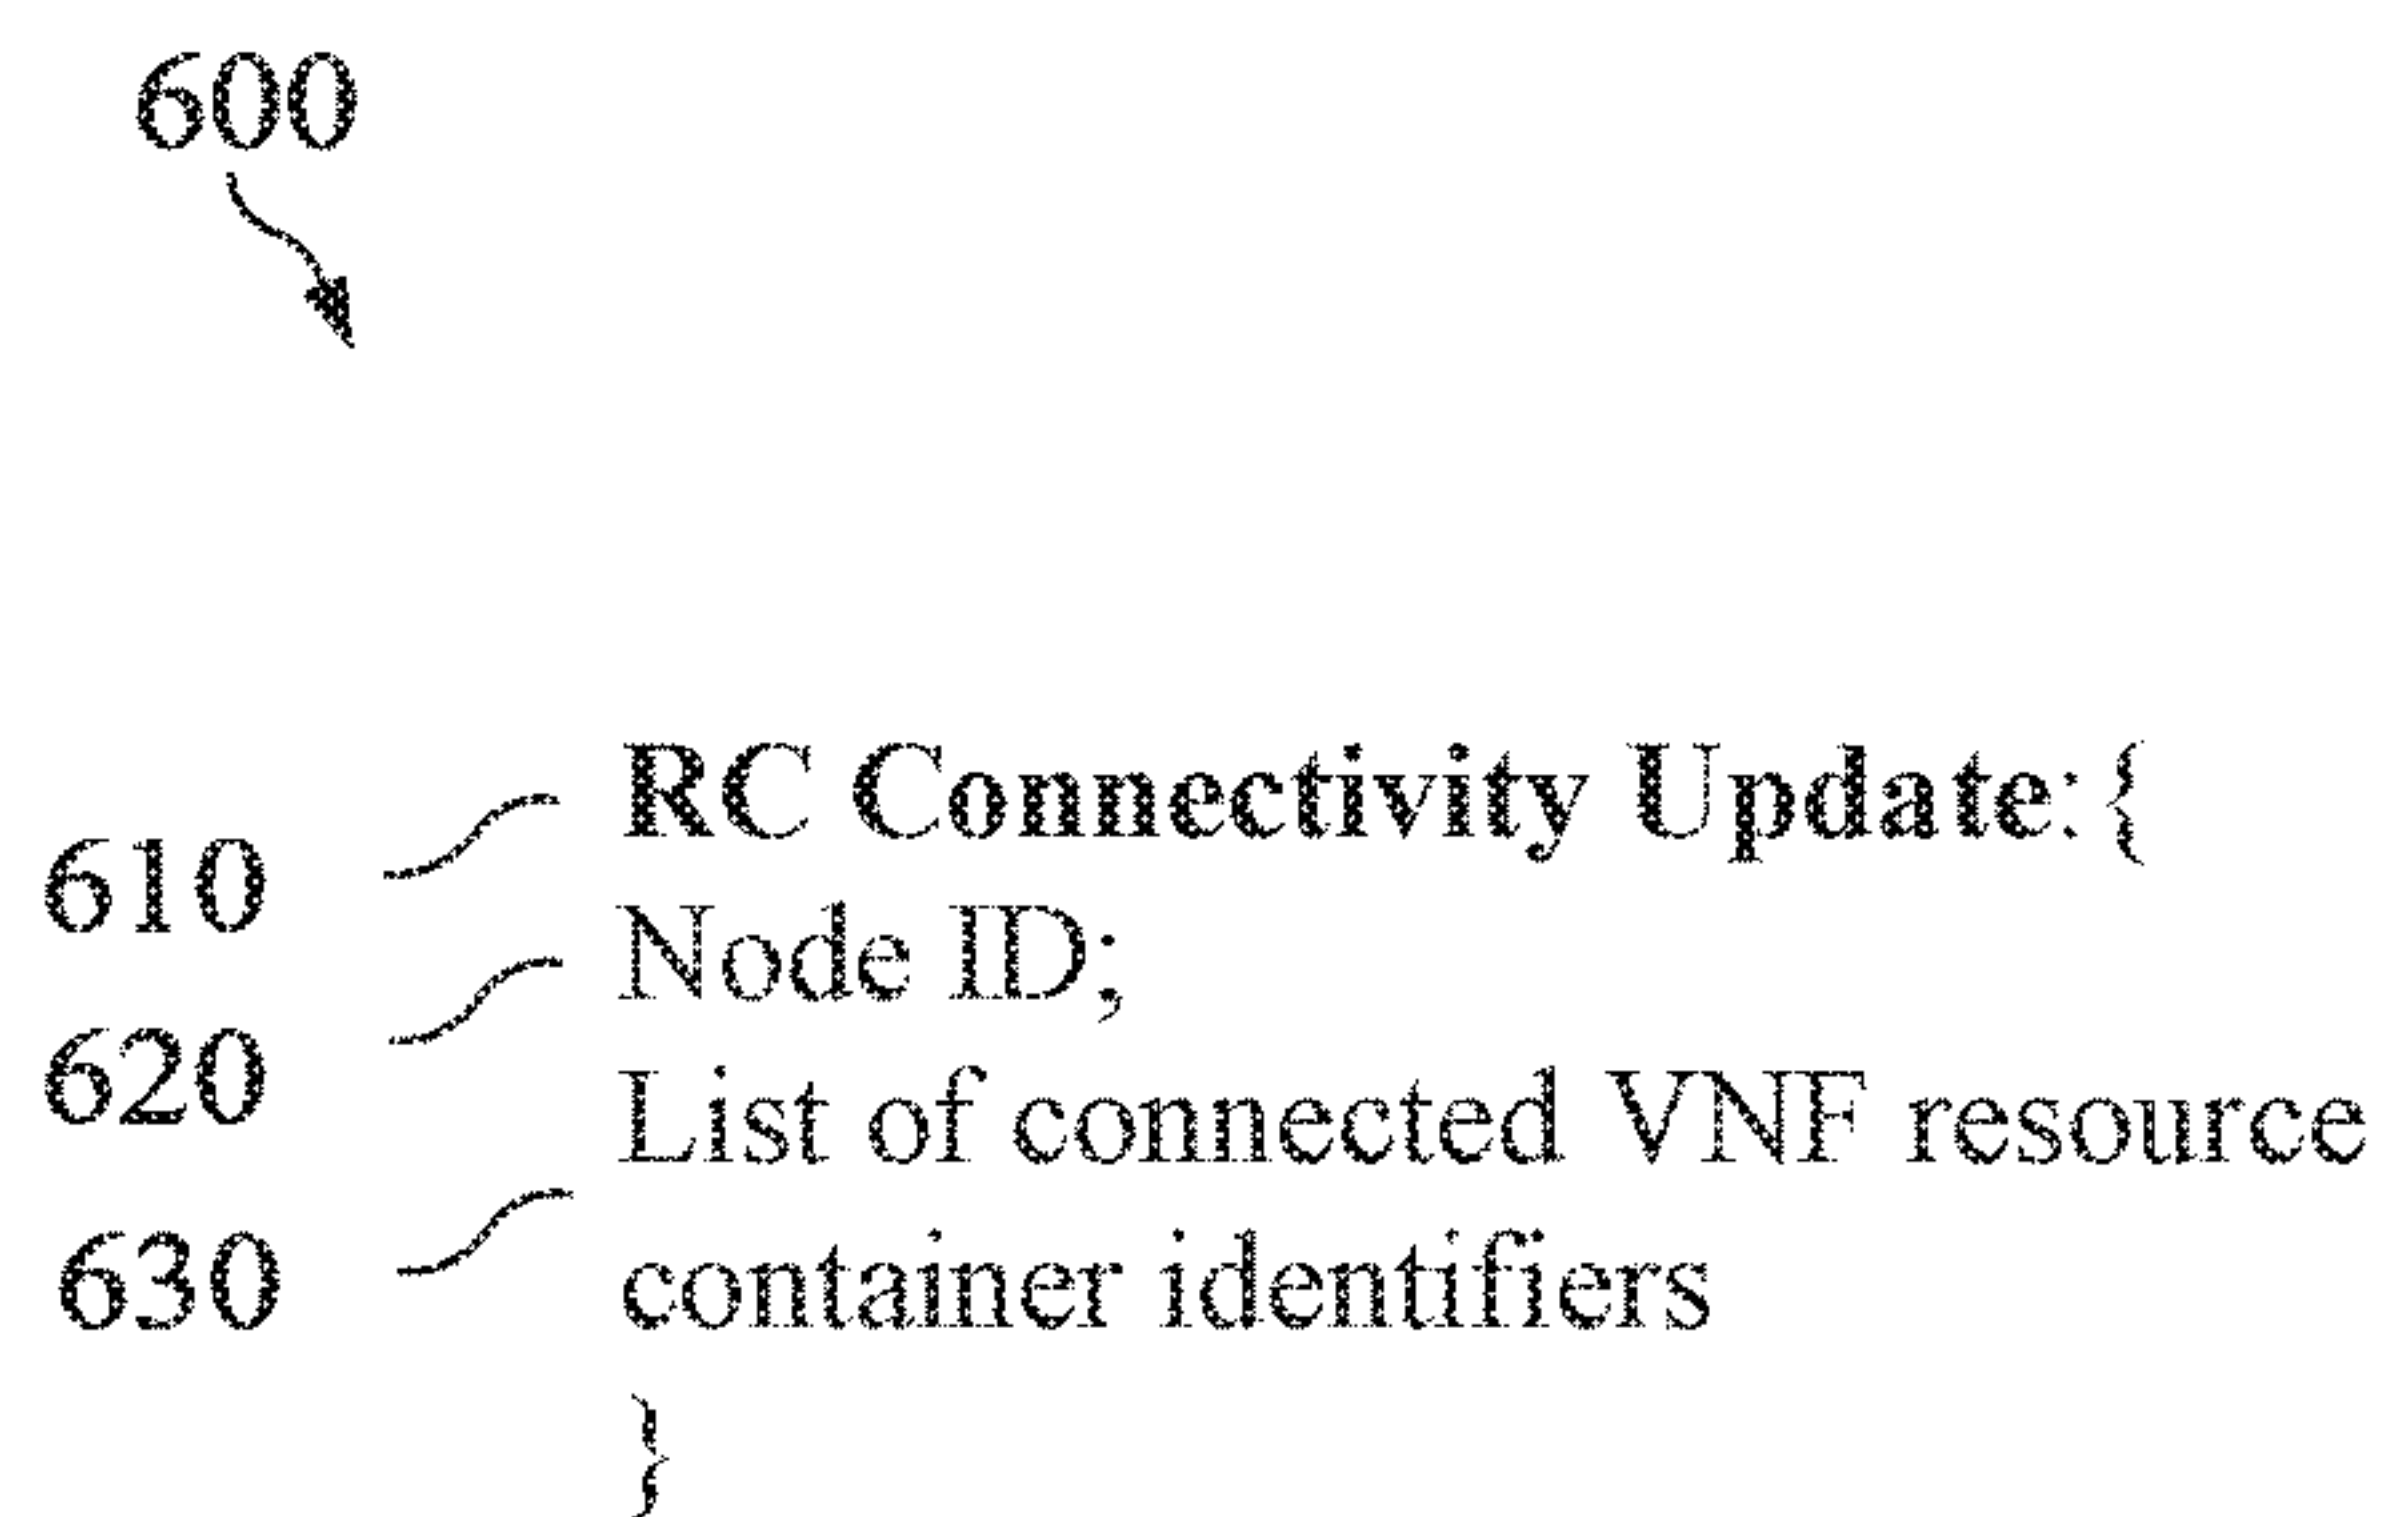 600
610 RC Connectivity Update:{
620 Node ID;
630 List of connected VNF resource
container identifiers
}